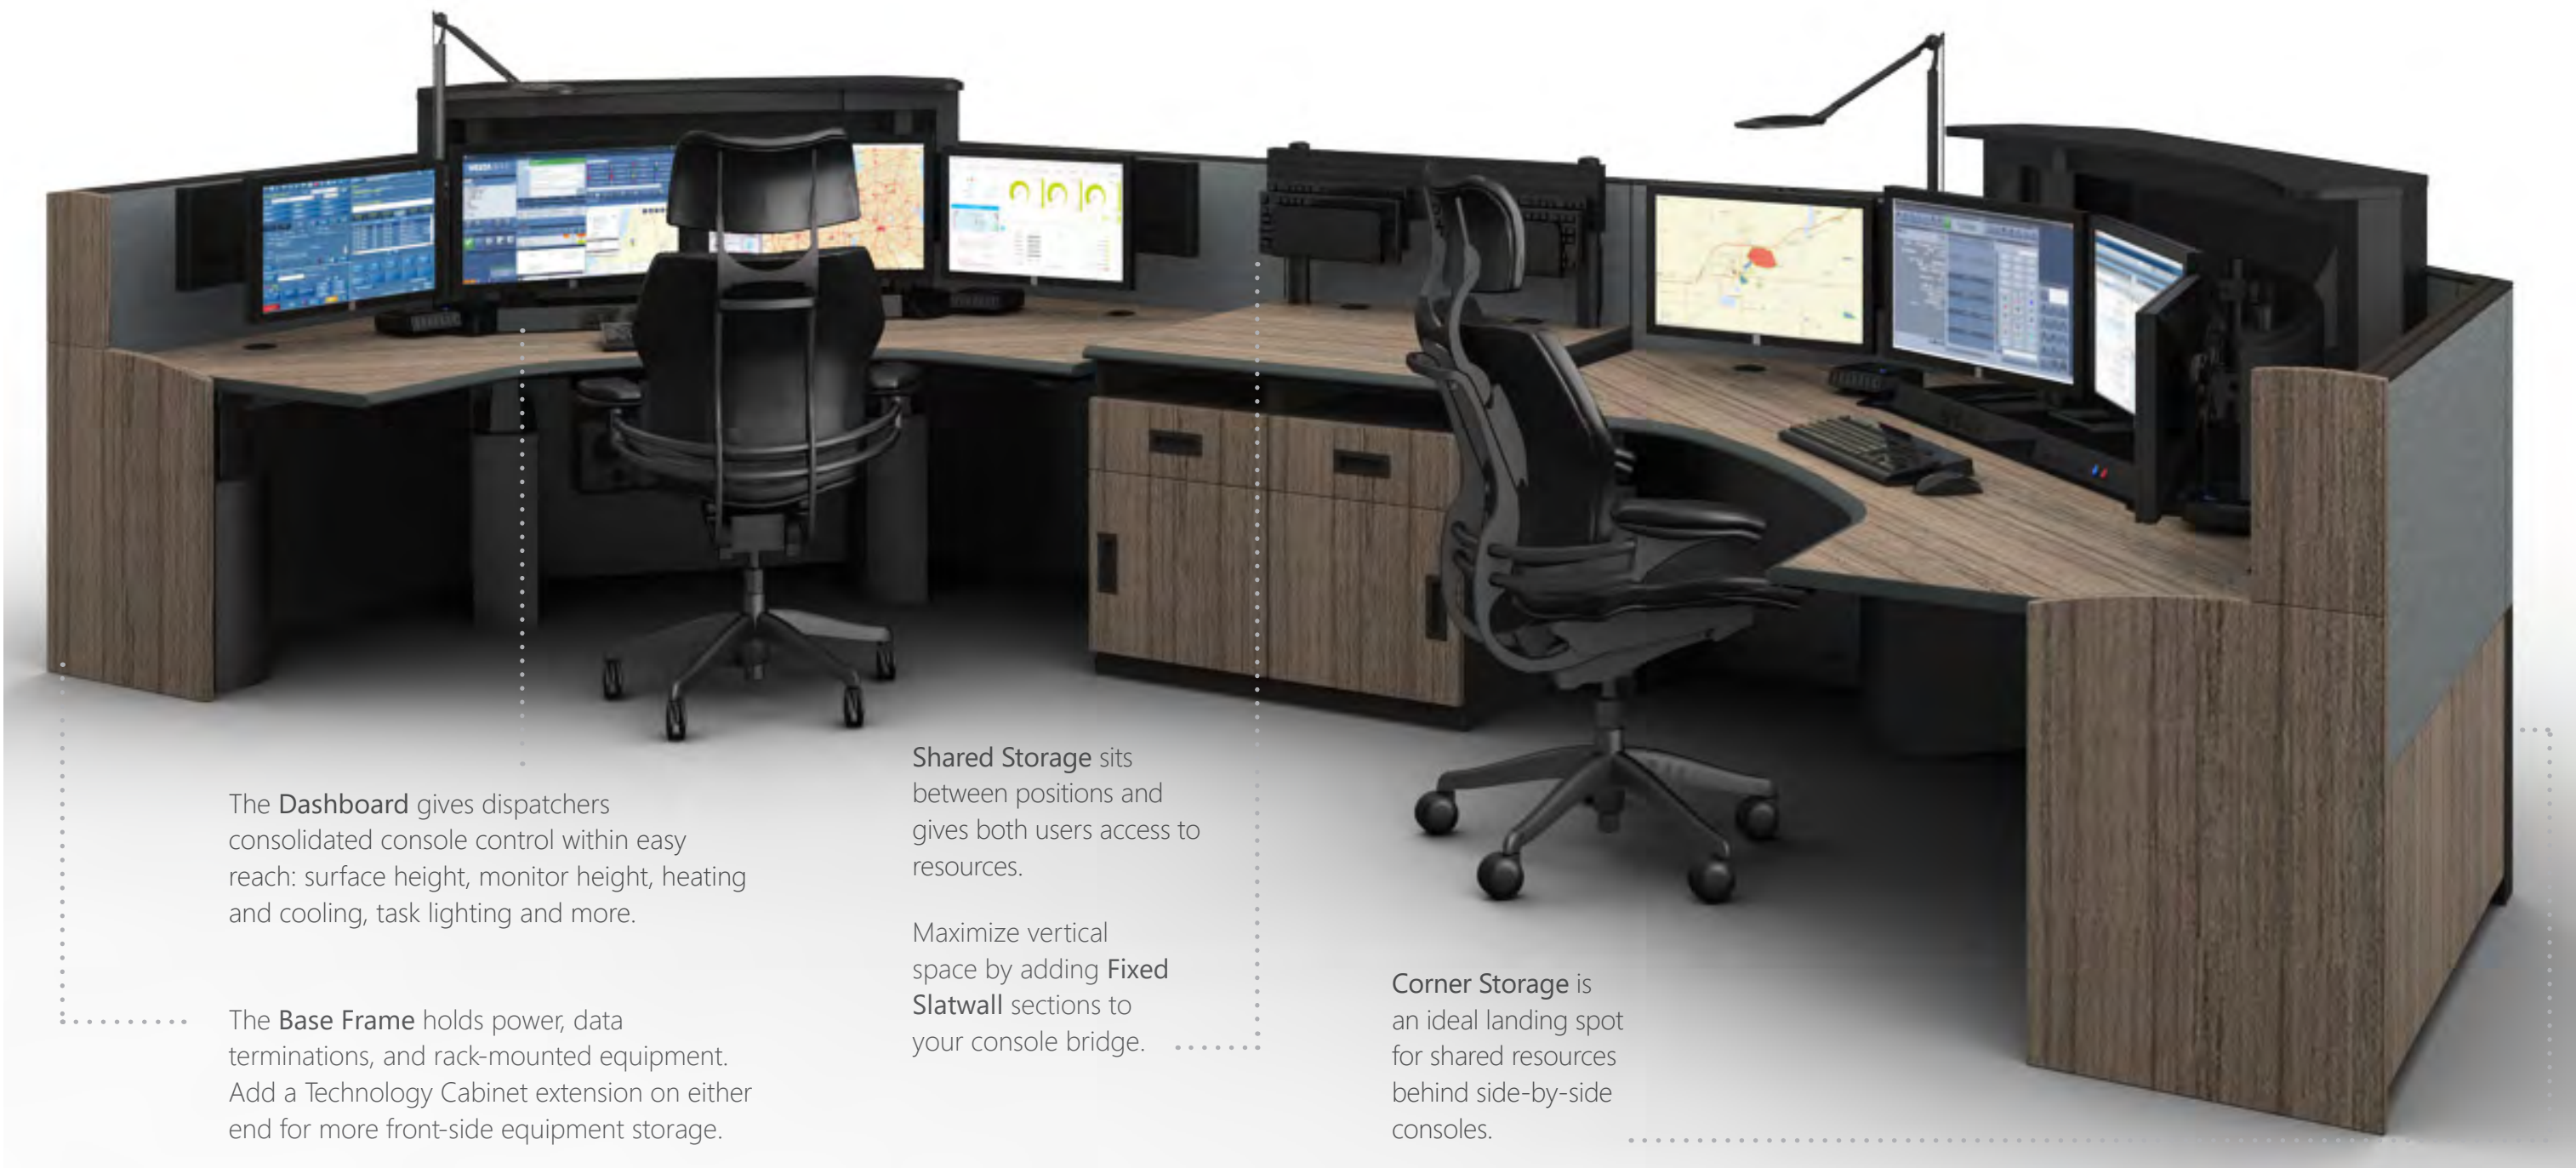 The Dashboard gives dispatchers
consolidated console control within easy
reach: surface height, monitor height, heating
and cooling, task lighting and more.
The Base Frame holds power, data
terminations, and rack-mounted equipment.
Add a Technology Cabinet extension on either
end for more front-side equipment storage.
Shared Storage sits
between positions and
gives both users access to
resources.
Maximize vertical
space by adding Fixed
Slatwall sections to
your console bridge.
Corner Storage is
an ideal landing spot
for shared resources
behind side-by-side
consoles.